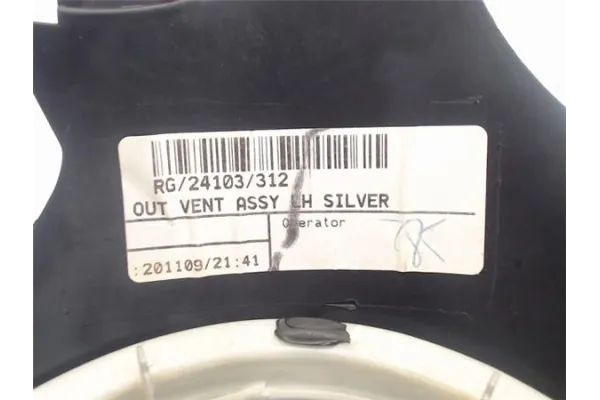 RG/24103/312
OUT VENT ASSY LH SILVER
Operator
:201109/21:41